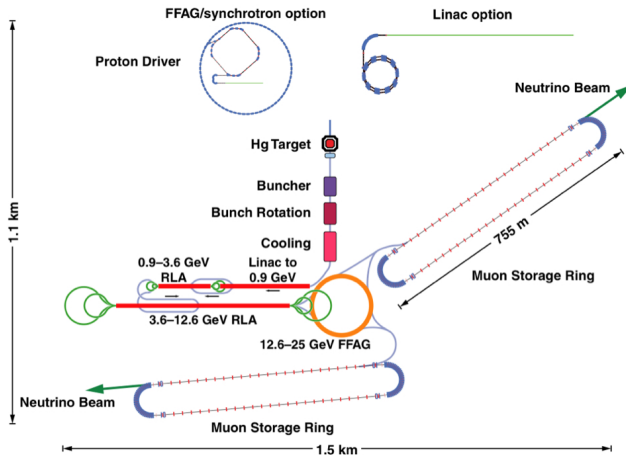 FFAG/synchrotron option
Linac option
Proton Driver
Neutrino Beam
Hg Target
Buncher
Bunch Rotation
Cooling
755 m
1.1 km
0.9–3.6 GeV
RLA
Linac to
0.9 GeV
Muon Storage Ring
3.6–12.6 GeV RLA
12.6–25 GeV FFAG
Neutrino Beam
Muon Storage Ring
1.5 km